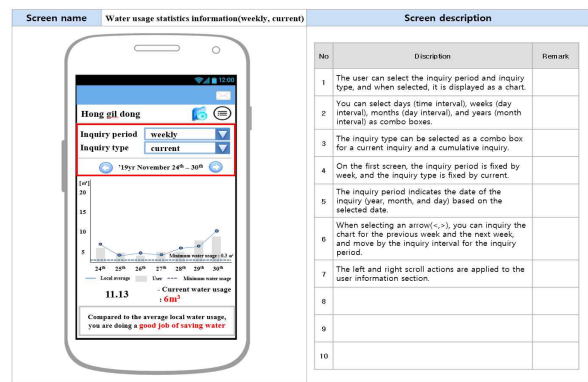 Screen name
Water usage statistics information(weekly, current)
Screen description
12:00
Hong gil dong
Inquiry period weekly
Inquiry type current
'19yr November 24th – 30th
[㎥]
20
15
10
5
Minimum water usage : 0.3 ㎥
24th 25th 26th 27th 28th 29th 30th
Local average User Minimum water usage
11.13
- Current water usage
: 6m³
Compared to the average local water usage,
you are doing a good job of saving water
No Discription Remark
1 The user can select the inquiry period and inquiry
type, and when selected, it is displayed as a chart.
2 You can select days (time interval), weeks (day
interval), months (day interval), and years (month
interval) as combo boxes.
3 The inquiry type can be selected as a combo box
for a current inquiry and a cumulative inquiry.
4 On the first screen, the inquiry period is fixed by
week, and the inquiry type is fixed by current.
5 The inquiry period indicates the date of the
inquiry (year, month, and day) based on the
selected date.
6 When selecting an arrow(<,>), you can inquiry the
chart for the previous week and the next week,
and move by the inquiry interval for the inquiry
period.
7 The left and right scroll actions are applied to the
user information section.
8
9
10